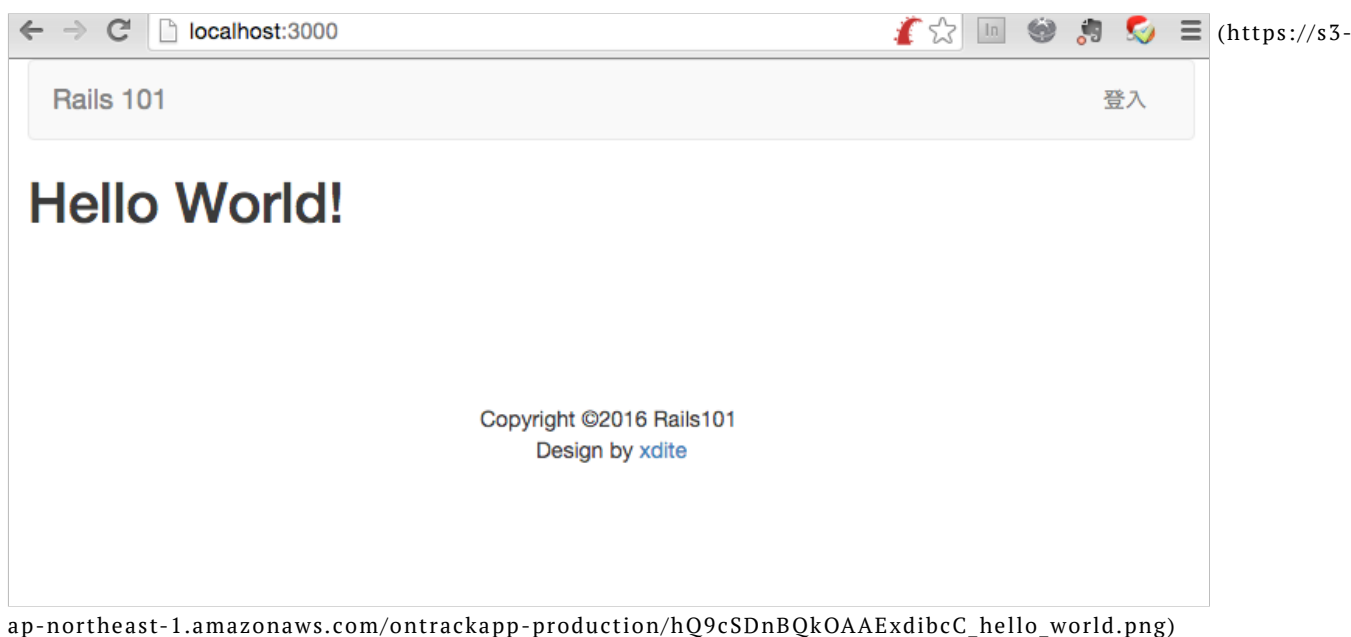 localhost:3000
In
(https://s3-
Rails 101
登入
Hello World!
Copyright ©2016 Rails101
Design by xdite
ap-northeast-1.amazonaws.com/ontrackapp-production/hQ9cSDnBQkOAAExdibcC_hello_world.png)